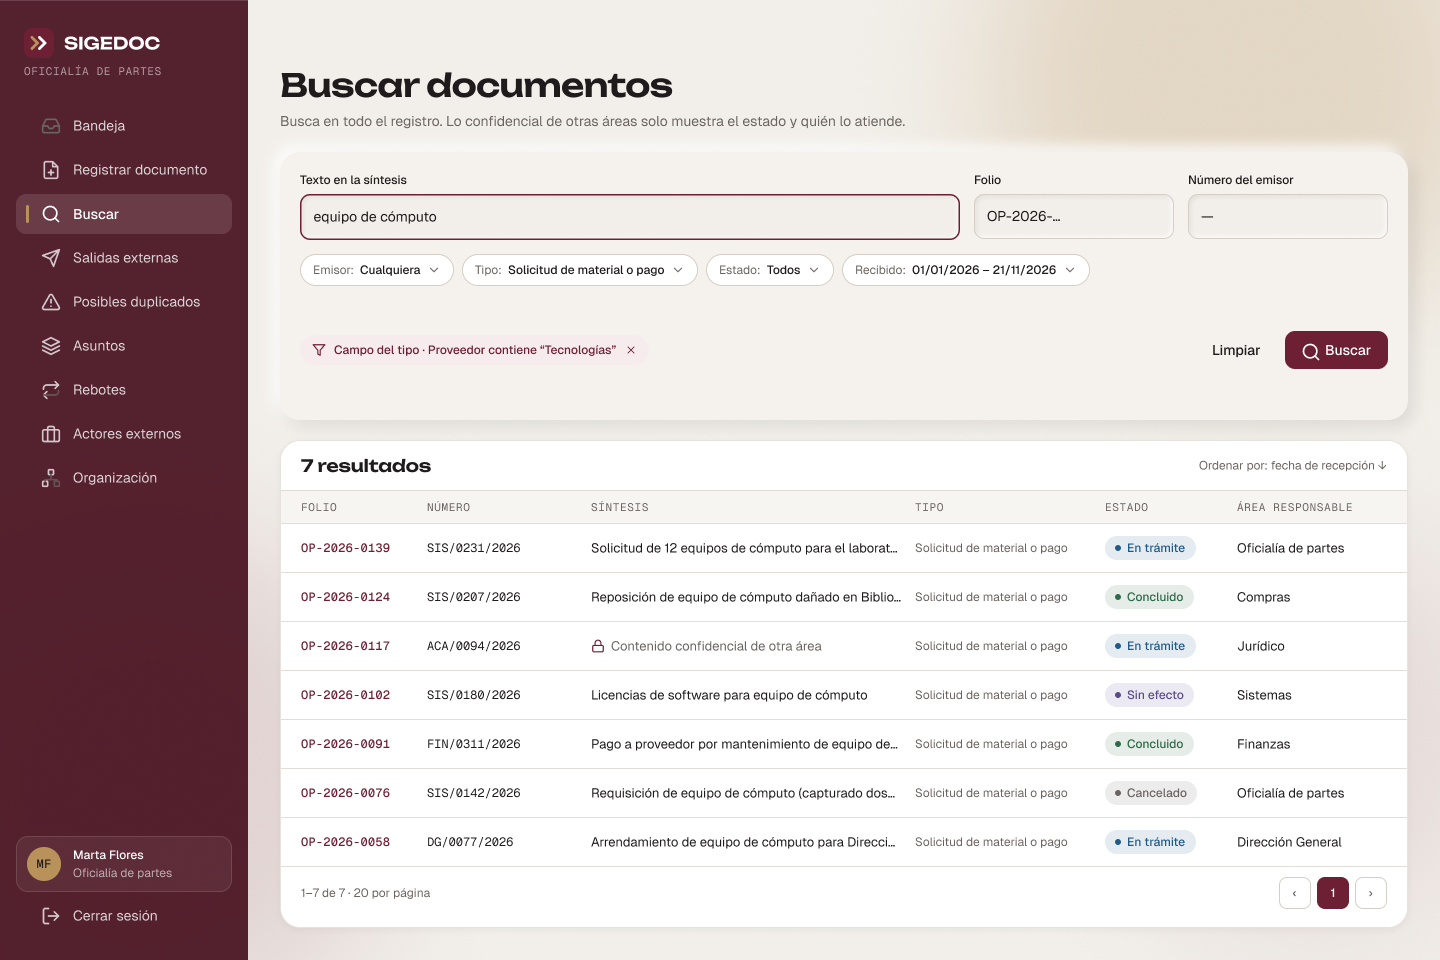 SIGEDOC
OFICIALÍA DE PARTES
Bandeja
Registrar documento
Buscar
Salidas externas
Posibles duplicados
Asuntos
Rebotes
Actores externos
Organización
MF
Marta Flores
Oficialía de partes
Cerrar sesión
Buscar documentos
Busca en todo el registro. Lo confidencial de otras áreas solo muestra el estado y quién lo atiende.
Texto en la síntesis Folio Número del emisor
equipo de cómputo OP-2026-... —
Emisor: Cualquiera Tipo: Solicitud de material o pago Estado: Todos Recibido: 01/01/2026 – 21/11/2026
Campo del tipo · Proveedor contiene “Tecnologías” × Limpiar Buscar
7 resultados Ordenar por: fecha de recepción ↓
FOLIO NÚMERO SÍNTESIS TIPO ESTADO ÁREA RESPONSABLE
OP-2026-0139 SIS/0231/2026 Solicitud de 12 equipos de cómputo para el laborat... Solicitud de material o pago En trámite Oficialía de partes
OP-2026-0124 SIS/0207/2026 Reposición de equipo de cómputo dañado en Biblio... Solicitud de material o pago Concluido Compras
OP-2026-0117 ACA/0094/2026 Contenido confidencial de otra área Solicitud de material o pago En trámite Jurídico
OP-2026-0102 SIS/0180/2026 Licencias de software para equipo de cómputo Solicitud de material o pago Sin efecto Sistemas
OP-2026-0091 FIN/0311/2026 Pago a proveedor por mantenimiento de equipo de... Solicitud de material o pago Concluido Finanzas
OP-2026-0076 SIS/0142/2026 Requisición de equipo de cómputo (capturado dos... Solicitud de material o pago Cancelado Oficialía de partes
OP-2026-0058 DG/0077/2026 Arrendamiento de equipo de cómputo para Direcci... Solicitud de material o pago En trámite Dirección General
1–7 de 7 · 20 por página ‹ 1 ›